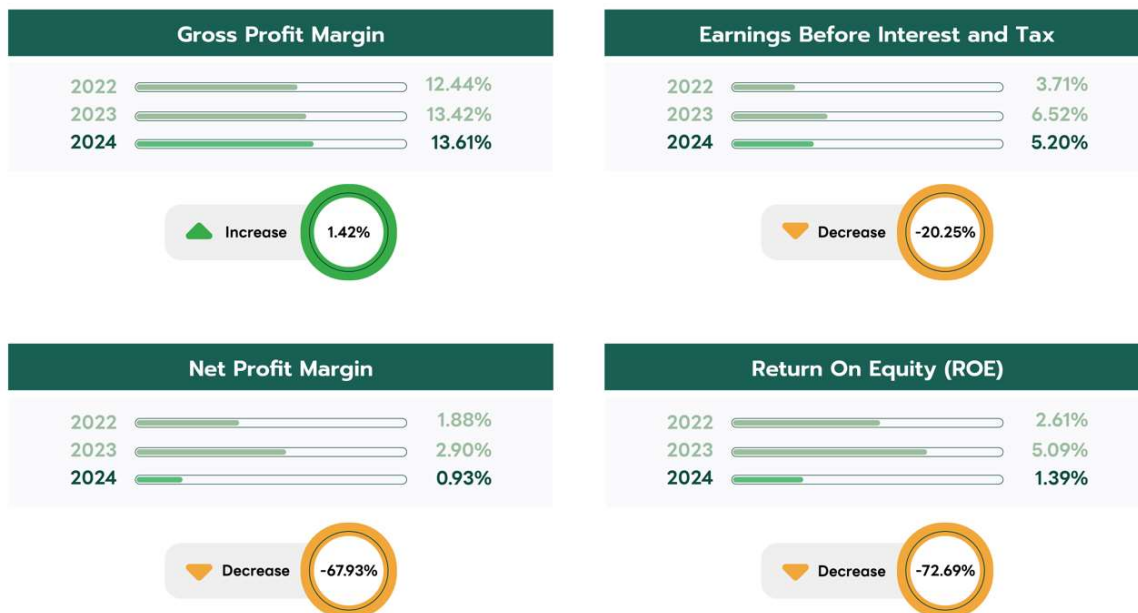 Gross Profit Margin
2022 12.44%
2023 13.42%
2024 13.61%
Increase 1.42%
Earnings Before Interest and Tax
2022 3.71%
2023 6.52%
2024 5.20%
Decrease -20.25%
Net Profit Margin
2022 1.88%
2023 2.90%
2024 0.93%
Decrease -67.93%
Return On Equity (ROE)
2022 2.61%
2023 5.09%
2024 1.39%
Decrease -72.69%